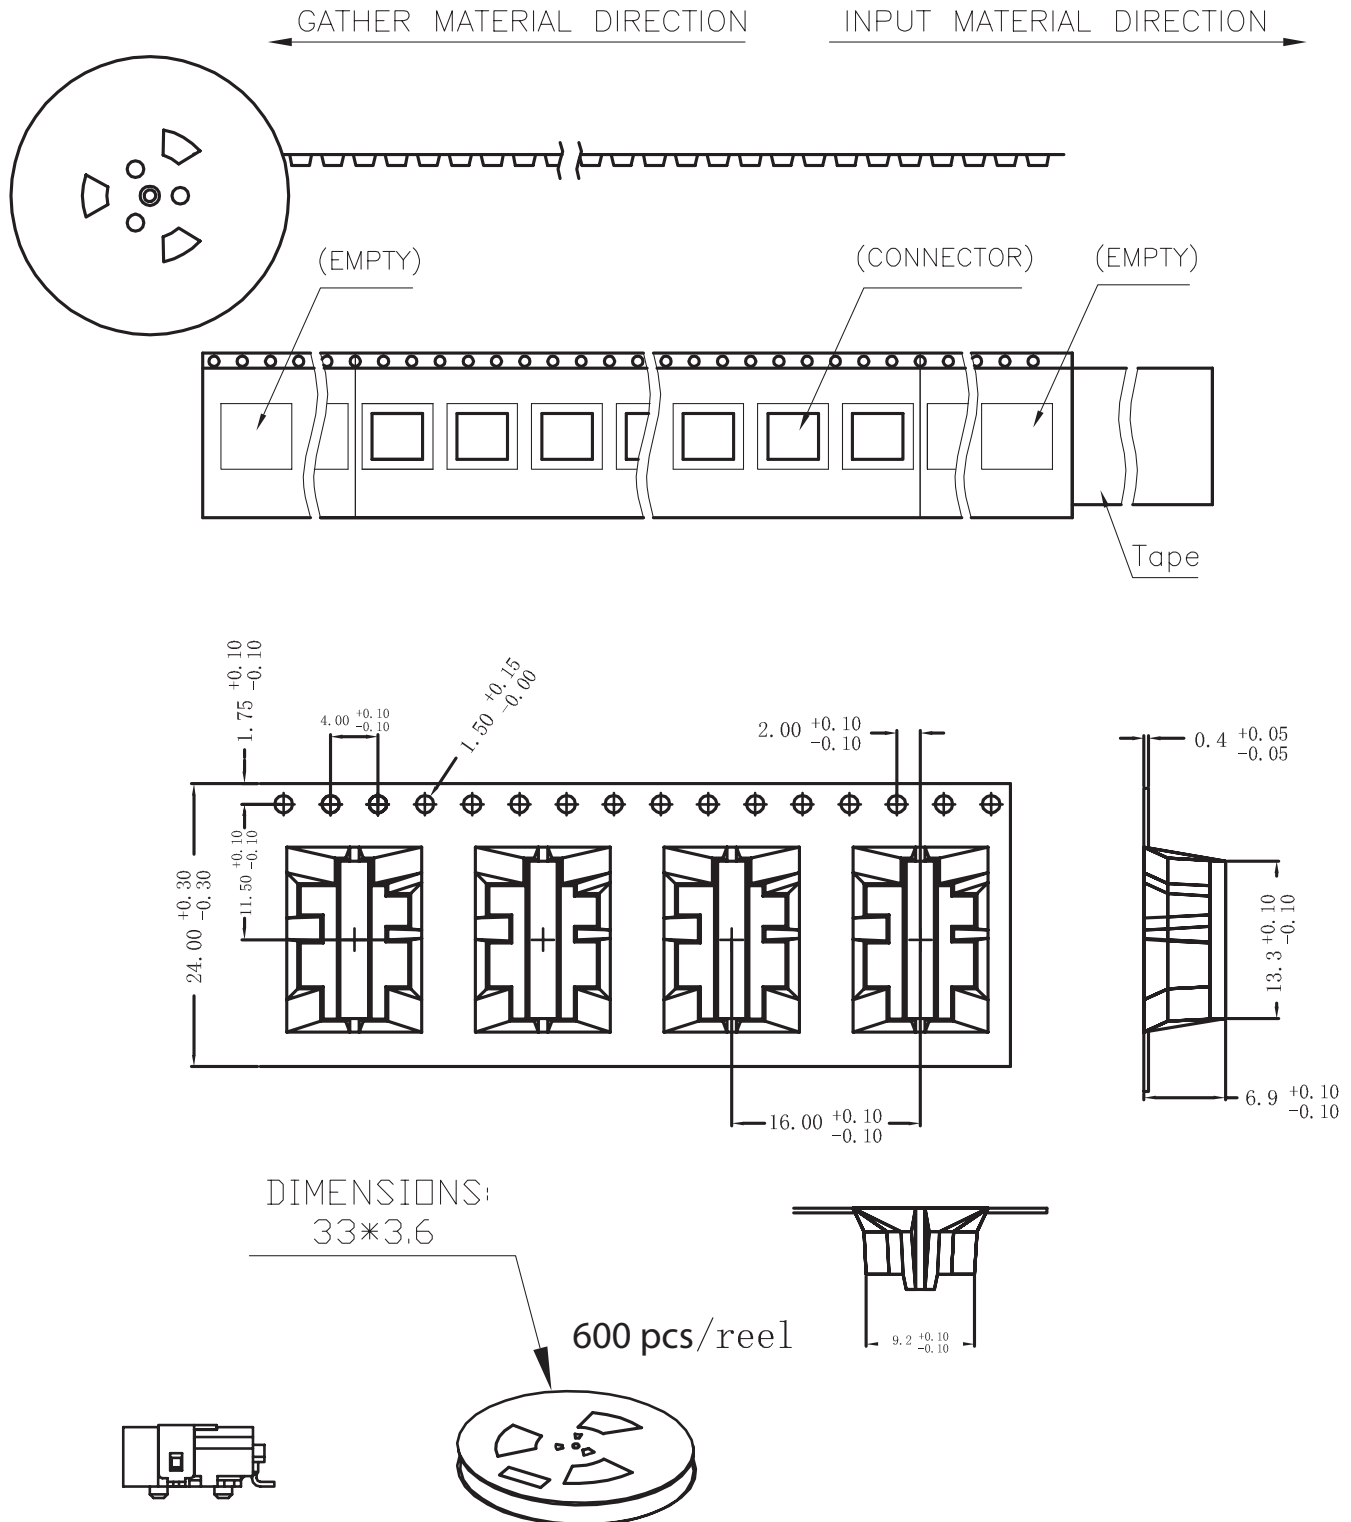 GATHER MATERIAL DIRECTION
INPUT MATERIAL DIRECTION
(EMPTY)
(CONNECTOR)
(EMPTY)
Tape
1.75 +0.10 -0.10
4.00 +0.10 -0.10
1.50 +0.15 -0.00
2.00 +0.10 -0.10
0.4 +0.05 -0.05
24.00 +0.30 -0.30
11.50 +0.10 -0.10
13.3 +0.10 -0.10
16.00 +0.10 -0.10
6.9 +0.10 -0.10
DIMENSIONS:
33*3.6
600 pcs/reel
9.2 +0.10 -0.10